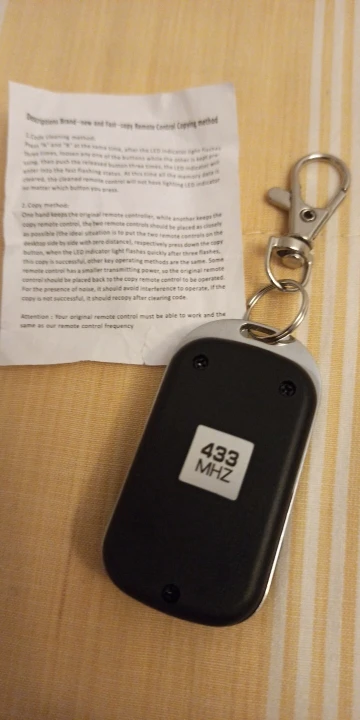 Descriptions Brand -new and fast -copy Remote Control Copying method
1.Copy clearing method:
Press "A" and "B" at the same time, after the LED indicator light flashes
three times, loosen any one of the buttons while the other is kept
then push the released button three times, the LED indicator will
enter into the fast flashing status. At this time all the
cleared, the cleared remote control will not have lighting LED indicator
no matter which button you press.
2. Copy method:
One hand keeps the original remote controller, while another keeps the
copy remote control, the two remote controls should be placed as closely
as possible (the ideal situation is to put the two remote controls on the
desktop side by side with zero distance), respectively press down the copy
button, when the LED indicator light flashes quickly after three flashes,
this copy is successful, other key operating methods are the same. Some
remote control has a smaller transmitting power, so the original remote
control should be placed back to the copy remote control to be operated.
For the presence of noise, it should avoid interference to operate, if the
copy is not successful, it should recopy after clearing code.
Attention : Your original remote control must be able to work and the
same as our remote control frequency
433
MHZ